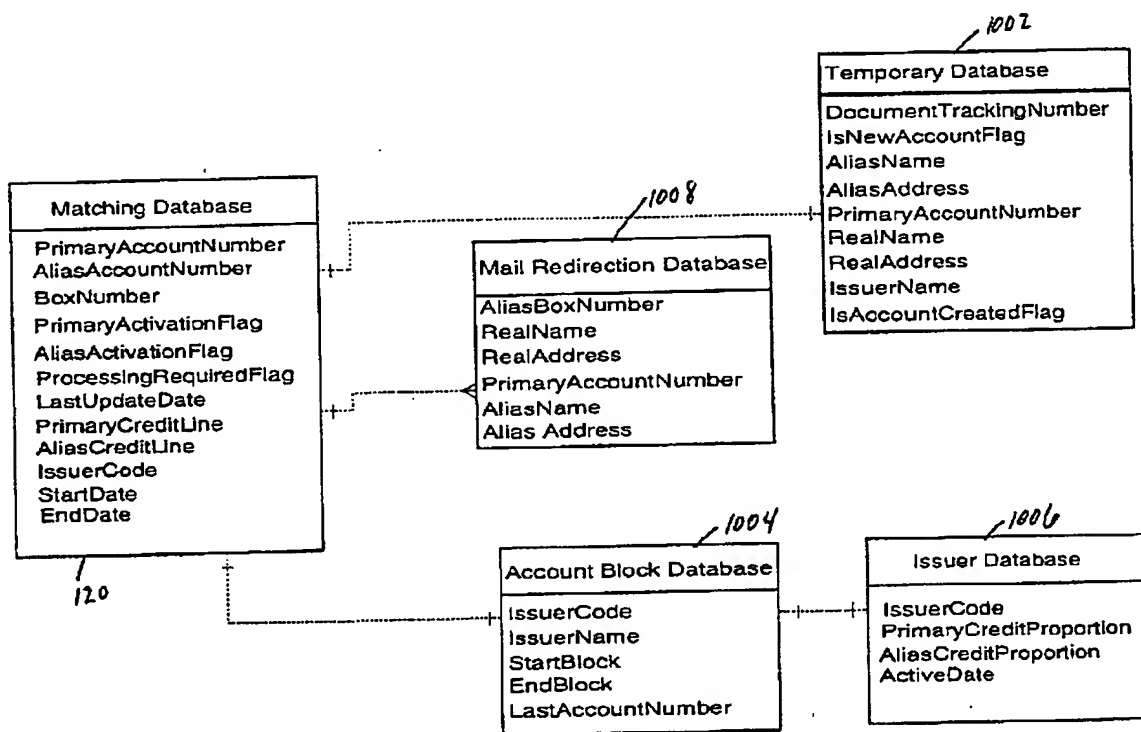 1002
Temporary Database
DocumentTrackingNumber
IsNewAccountFlag
AliasName
AliasAddress
PrimaryAccountNumber
RealName
RealAddress
IssuerName
IsAccountCreatedFlag
Matching Database
PrimaryAccountNumber
AliasAccountNumber
BoxNumber
PrimaryActivationFlag
AliasActivationFlag
ProcessingRequiredFlag
LastUpdateDate
PrimaryCreditLine
AliasCreditLine
IssuerCode
StartDate
EndDate
120
1008
Mail Redirection Database
AliasBoxNumber
RealName
RealAddress
PrimaryAccountNumber
AliasName
Alias Address
1004
Account Block Database
IssuerCode
IssuerName
StartBlock
EndBlock
LastAccountNumber
1006
Issuer Database
IssuerCode
PrimaryCreditProportion
AliasCreditProportion
ActiveDate